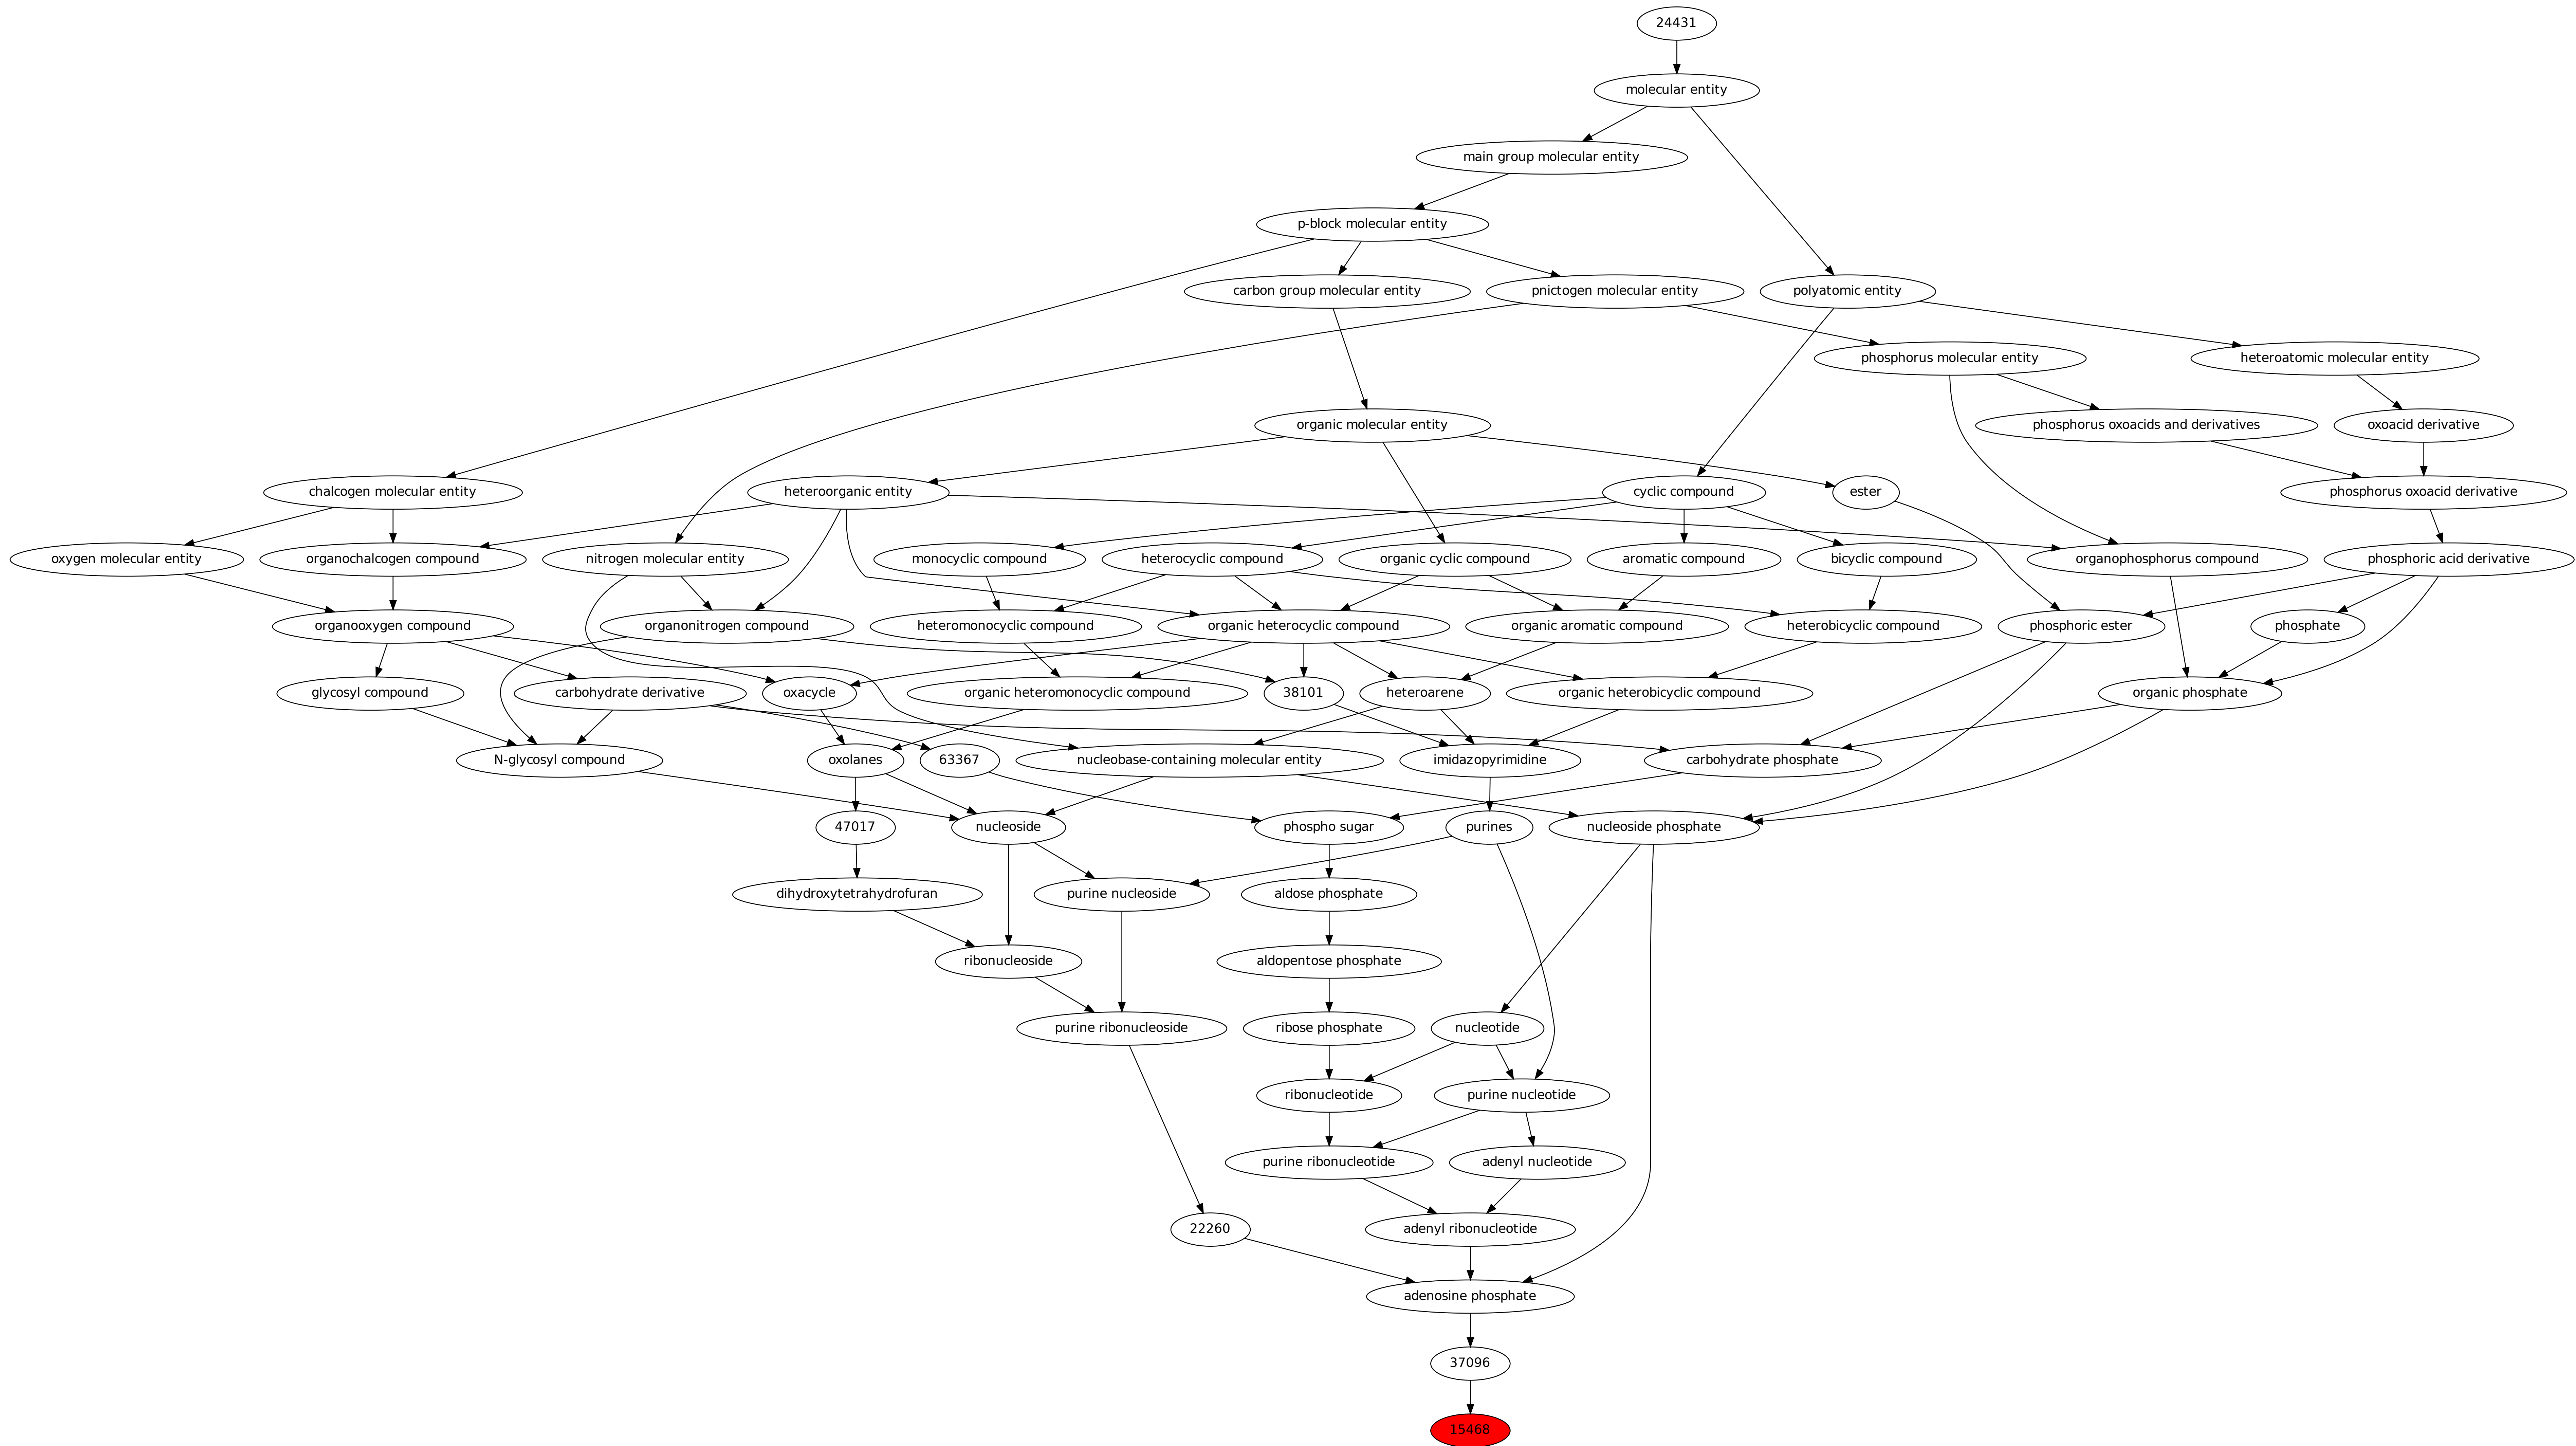 24431
molecular entity
main group molecular entity
p-block molecular entity
carbon group molecular entity
pnictogen molecular entity
polyatomic entity
phosphorus molecular entity
heteroatomic molecular entity
organic molecular entity
phosphorus oxoacids and derivatives
oxoacid derivative
chalcogen molecular entity
heteroorganic entity
cyclic compound
ester
phosphorus oxoacid derivative
oxygen molecular entity
organochalcogen compound
nitrogen molecular entity
monocyclic compound
heterocyclic compound
organic cyclic compound
aromatic compound
bicyclic compound
organophosphorus compound
phosphoric acid derivative
organooxygen compound
organonitrogen compound
heteromonocyclic compound
organic heterocyclic compound
organic aromatic compound
heterobicyclic compound
phosphoric ester
phosphate
glycosyl compound
carbohydrate derivative
oxacycle
organic heteromonocyclic compound
38101
heteroarene
organic heterobicyclic compound
organic phosphate
N-glycosyl compound
oxolanes
63367
nucleobase-containing molecular entity
imidazopyrimidine
carbohydrate phosphate
47017
nucleoside
phospho sugar
purines
nucleoside phosphate
dihydroxytetrahydrofuran
purine nucleoside
aldose phosphate
ribonucleoside
aldopentose phosphate
purine ribonucleoside
ribose phosphate
nucleotide
ribonucleotide
purine nucleotide
purine ribonucleotide
adenyl nucleotide
22260
adenyl ribonucleotide
adenosine phosphate
37096
15468